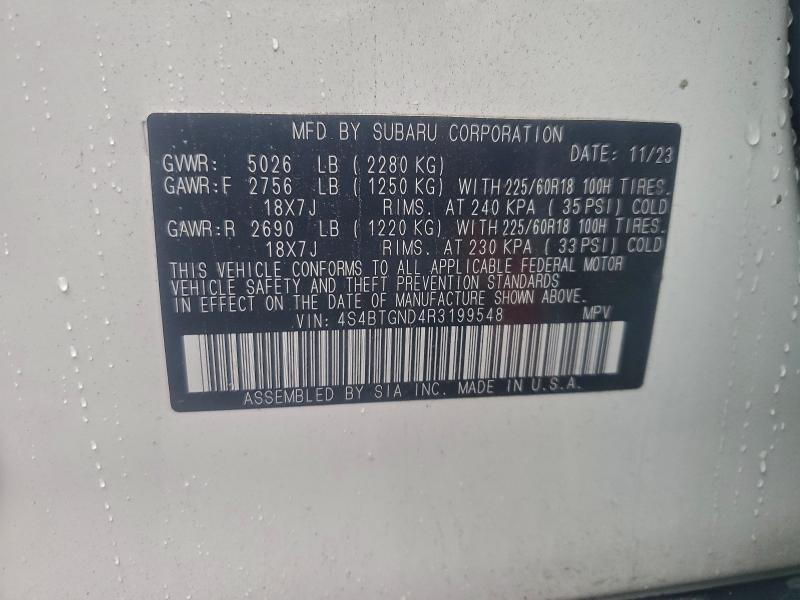 MFD. BY SUBARU CORPORATION
DATE: 11/23
GVWR: 5026 LB ( 2280 KG)
GAWR:F 2756 LB ( 1250 KG) WITH 225/60R18 100H TIRES.
18X7J RIMS. AT 240 KPA ( 35 PSI) COLD
GAWR:R 2690 LB ( 1220 KG) WITH 225/60R18 100H TIRES.
18X7J RIMS. AT 230 KPA ( 33 PSI) COLD
THIS VEHICLE CONFORMS TO ALL APPLICABLE FEDERAL MOTOR
VEHICLE SAFETY AND THEFT PREVENTION STANDARDS
IN EFFECT ON THE DATE OF MANUFACTURE SHOWN ABOVE.
VIN: 4S4BTGND4R3199548 MPV
ASSEMBLED BY SIA INC. MADE IN U.S.A.